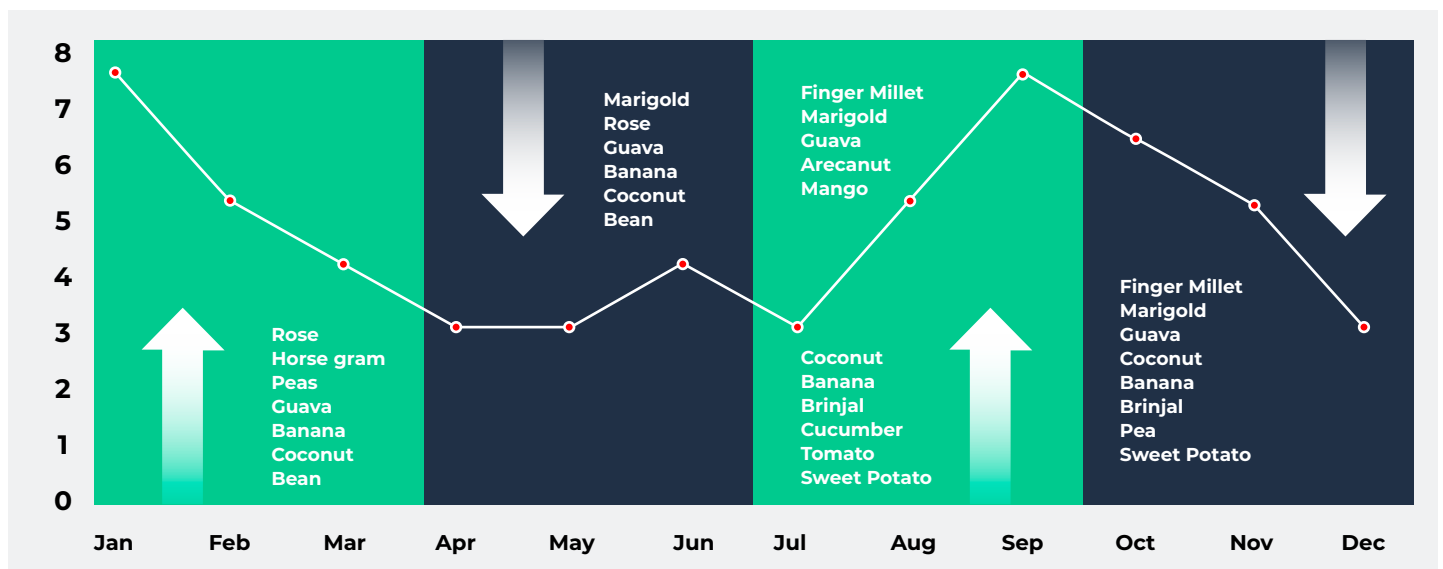 8
7
6
5
4
3
2
1
0
Rose
Horse gram
Peas
Guava
Banana
Coconut
Bean
Marigold
Rose
Guava
Banana
Coconut
Bean
Finger Millet
Marigold
Guava
Arecanut
Mango
Coconut
Banana
Brinjal
Cucumber
Tomato
Sweet Potato
Finger Millet
Marigold
Guava
Coconut
Banana
Brinjal
Pea
Sweet Potato
Jan Feb Mar Apr May Jun Jul Aug Sep Oct Nov Dec